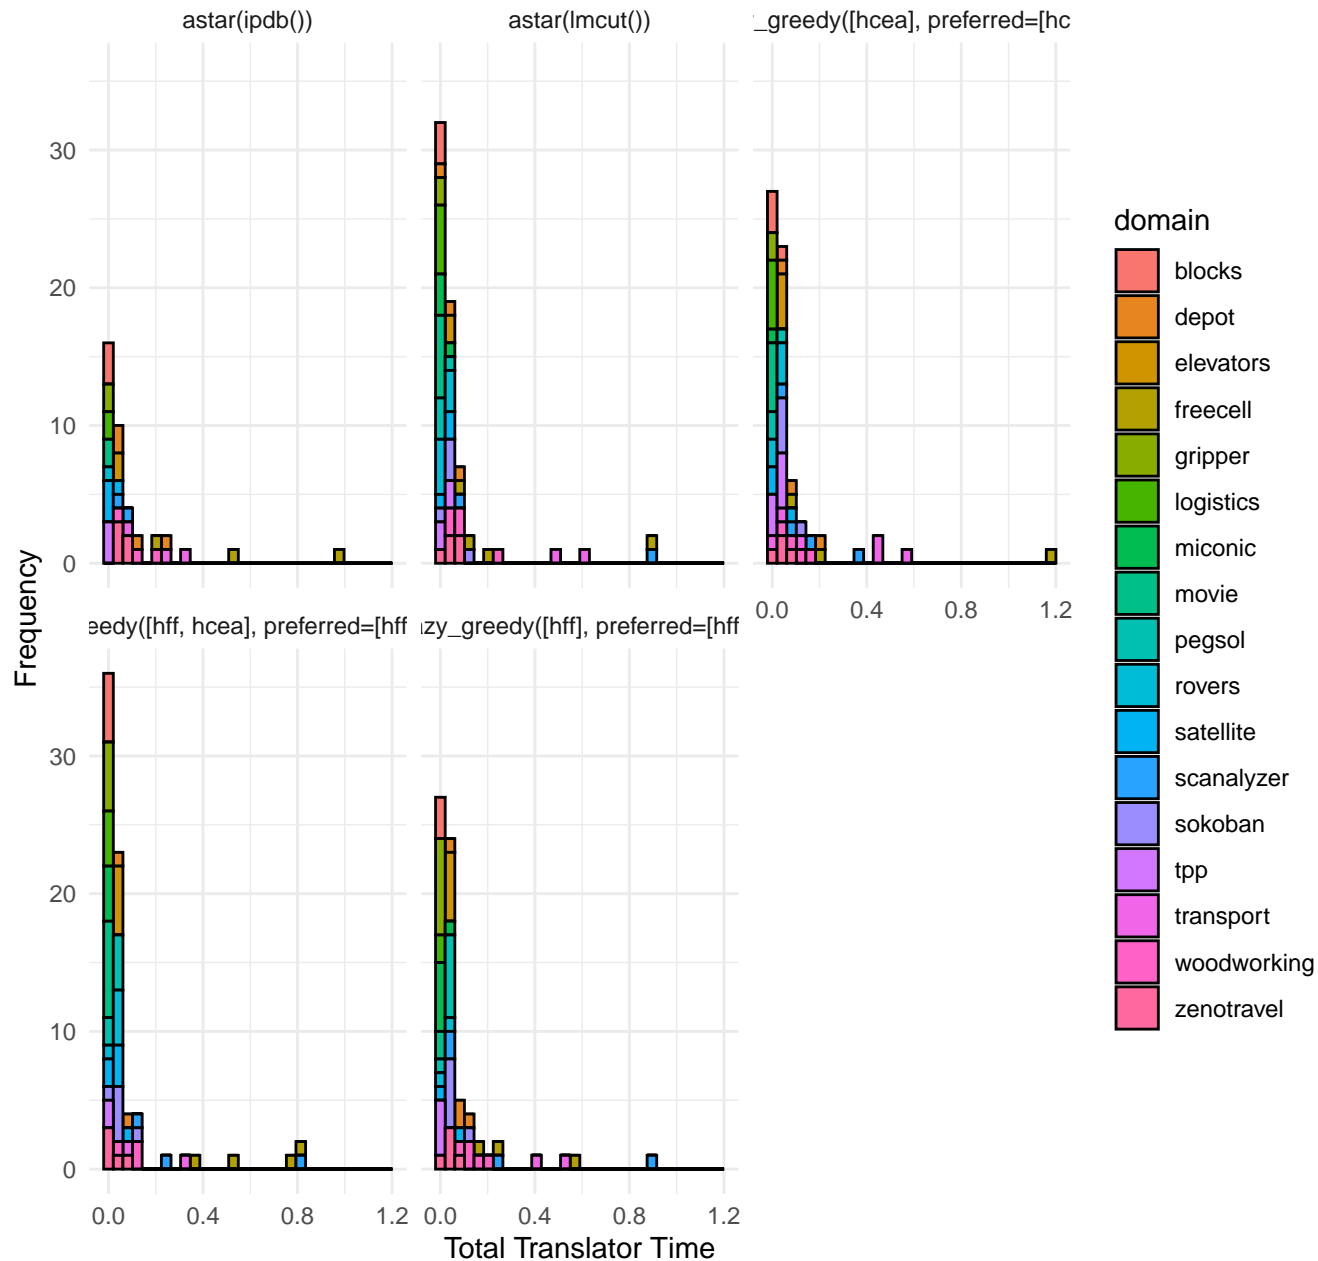 astar(ipdb())
astar(lmcut())
_greedy([hcea], preferred=[hc
30
20
10
0
0.0 0.4 0.8 1.2
eedy([hff, hcea], preferred=[hff
azy_greedy([hff], preferred=[hff
30
20
10
0
0.0 0.4 0.8 1.2
0.0 0.4 0.8 1.2
Frequency
Total Translator Time
domain
blocks
depot
elevators
freecell
gripper
logistics
miconic
movie
pegsol
rovers
satellite
scanalyzer
sokoban
tpp
transport
woodworking
zenotravel